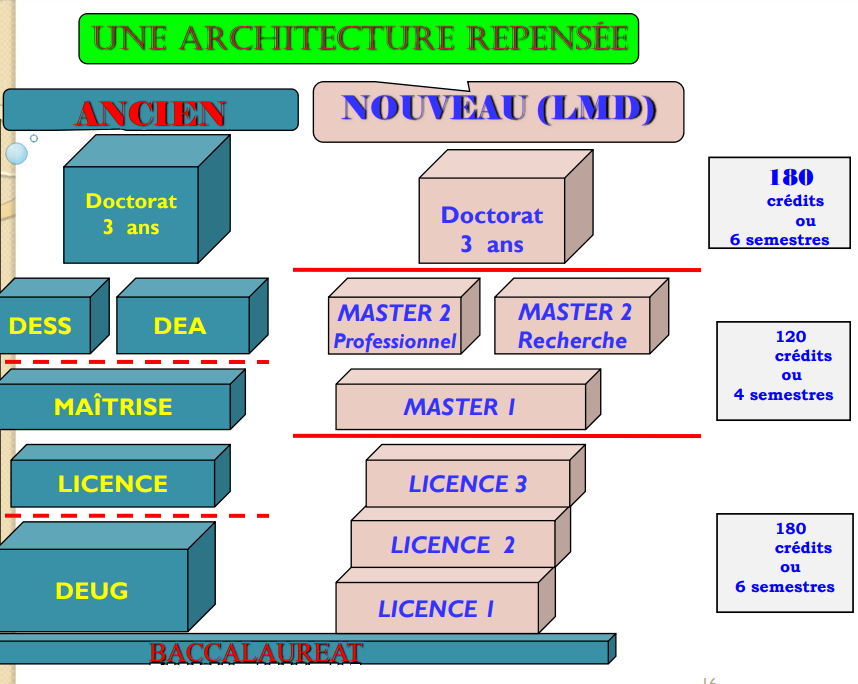 UNE ARCHITECTURE REPENSÉE
ANCIEN
NOUVEAU (LMD)
Doctorat
3 ans
Doctorat
3 ans
180
crédits
ou
6 semestres
DESS
DEA
MASTER 2
Professionnel
MASTER 2
Recherche
120
crédits
ou
4 semestres
MAÎTRISE
MASTER 1
LICENCE
LICENCE 3
LICENCE 2
180
crédits
ou
6 semestres
DEUG
LICENCE 1
BACCALAUREAT